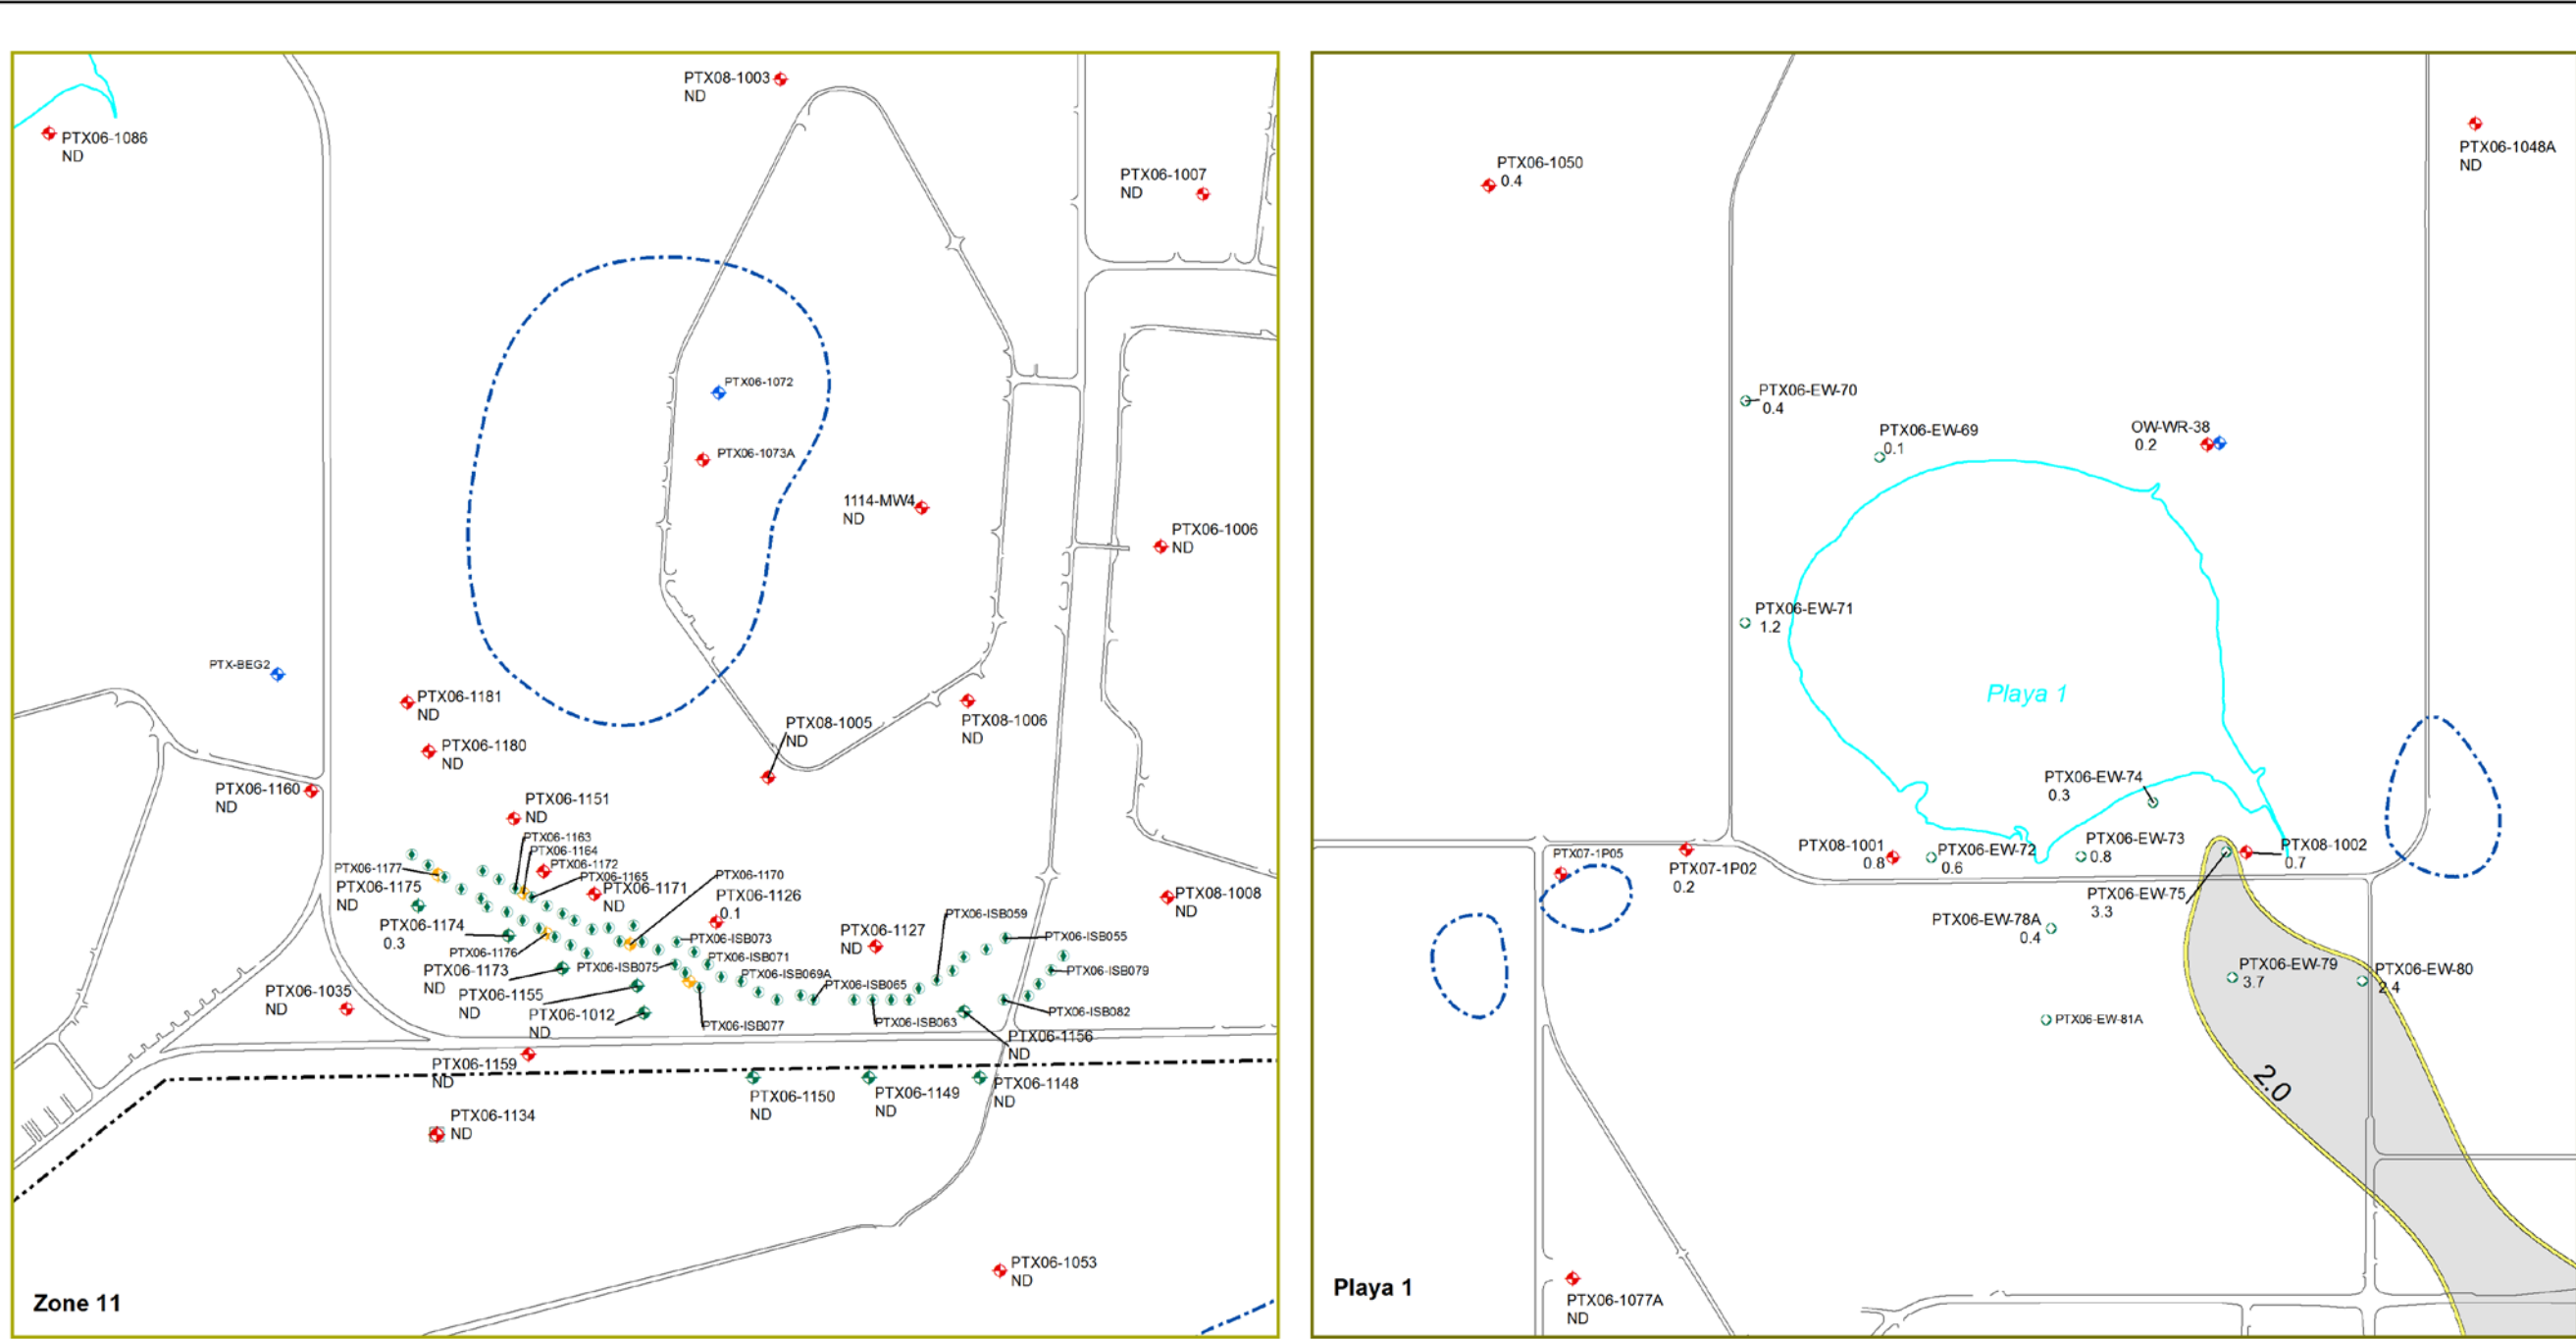 PTX08-1003
ND
PTX06-1086
ND
PTX06-1007
ND
PTX06-1072
PTX06-1073A
1114-MW4
ND
PTX06-1006
ND
PTX-BEG2
PTX06-1181
ND
PTX08-1005
ND
PTX08-1006
ND
PTX06-1180
ND
PTX06-1160
ND
PTX06-1151
ND
PTX06-1163
PTX06-1164
PTX06-1172
PTX06-1177
PTX06-1165
PTX06-1170
PTX06-1175
ND
PTX06-1171
ND
PTX06-1126
0.1
PTX08-1008
ND
PTX06-1174
0.3
PTX06-1127
ND
PTX06-ISB059
PTX06-ISB055
PTX06-ISB073
PTX06-1176
PTX06-ISB071
PTX06-1173
ND
PTX06-ISB075
PTX06-ISB069A
PTX06-ISB079
PTX06-1035
ND
PTX06-1155
ND
PTX06-ISB065
PTX06-1012
ND
PTX06-ISB077
PTX06-ISB063
PTX06-ISB082
PTX06-1156
ND
PTX06-1159
ND
PTX06-1150
ND
PTX06-1149
ND
PTX06-1148
ND
PTX06-1134
ND
PTX06-1053
ND
Zone 11
PTX06-1050
0.4
PTX06-1048A
ND
PTX06-EW-70
0.4
PTX06-EW-69
0.1
OW-WR-38
0.2
PTX06-EW-71
1.2
Playa 1
PTX06-EW-74
0.3
PTX07-1P05
PTX07-1P02
0.2
PTX08-1001
0.8
PTX06-EW-72
0.6
PTX06-EW-73
0.8
PTX08-1002
0.7
PTX06-EW-75
3.3
PTX06-EW-78A
0.4
PTX06-EW-79
3.7
PTX06-EW-80
2.4
PTX06-EW-81A
2.0
PTX06-1077A
ND
Playa 1